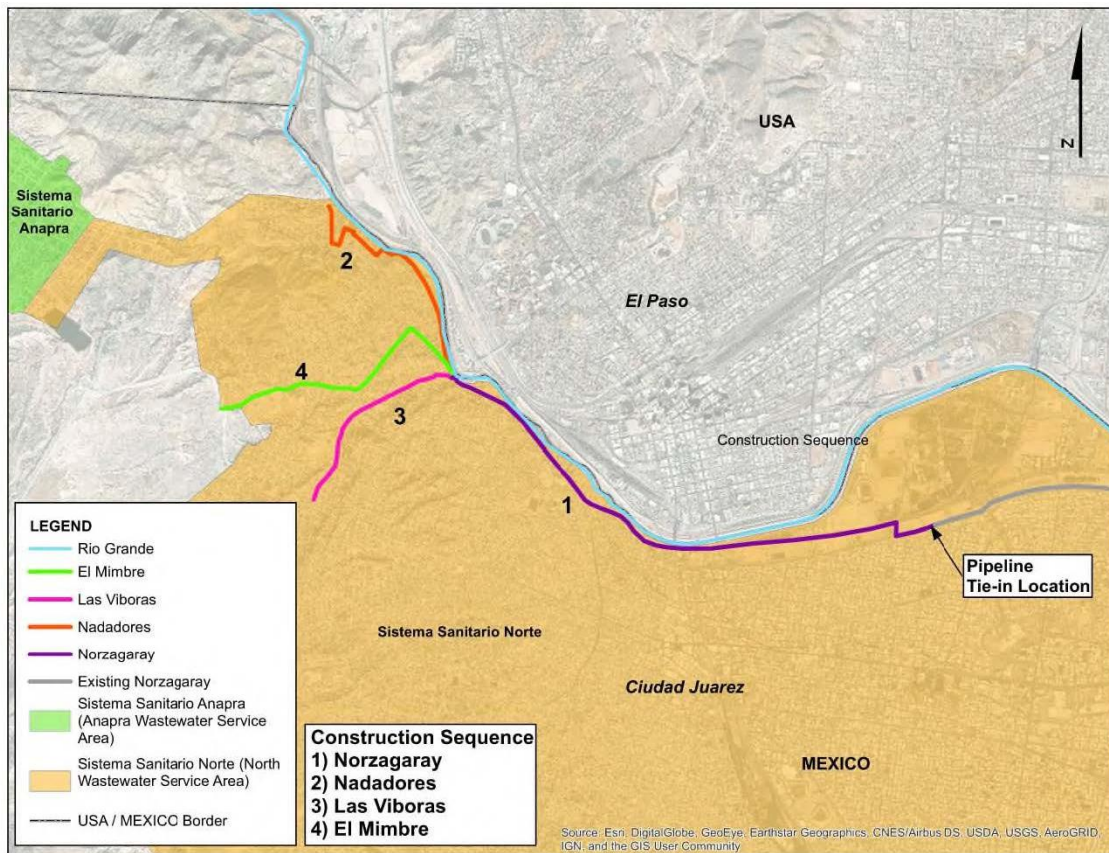 USA
N
Sistema
Sanitario
Anapra
2
El Paso
4
3
Construction Sequence
1
Pipeline
Tie-in Location
Sistema Sanitario Norte
Ciudad Juarez
MEXICO
LEGEND
Rio Grande
El Mimbre
Las Viboras
Nadadores
Norzagaray
Existing Norzagaray
Sistema Sanitario Anapra
(Anapra Wastewater Service
Area)
Sistema Sanitario Norte (North
Wastewater Service Area)
USA / MEXICO Border
Construction Sequence
1) Norzagaray
2) Nadadores
3) Las Viboras
4) El Mimbre
Source: Esri, DigitalGlobe, GeoEye, Earthstar Geographics, CNES/Airbus DS, USDA, USGS, AeroGRID,
IGN, and the GIS User Community